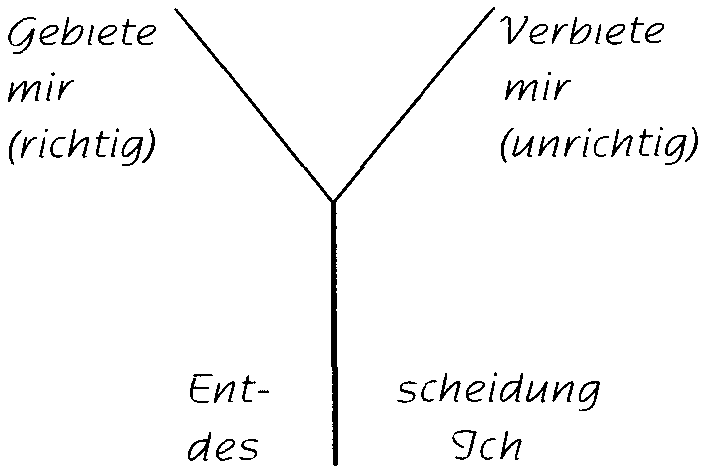 Gebiete
mir
(richtig)
Verbiete
mir
(unrichtig)
Ent- scheidung
des Ich